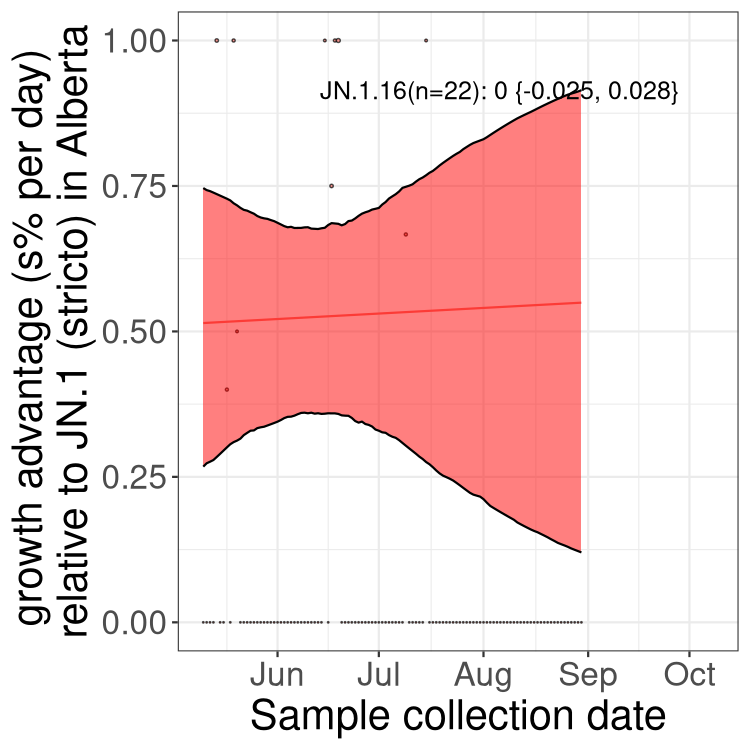 growth advantage (s% per day)
relative to JN.1 (stricto) in Alberta
1.00
0.75
0.50
0.25
0.00
JN.1.16(n=22): 0 {-0.025, 0.028}
Jun Jul Aug Sep Oct
Sample collection date